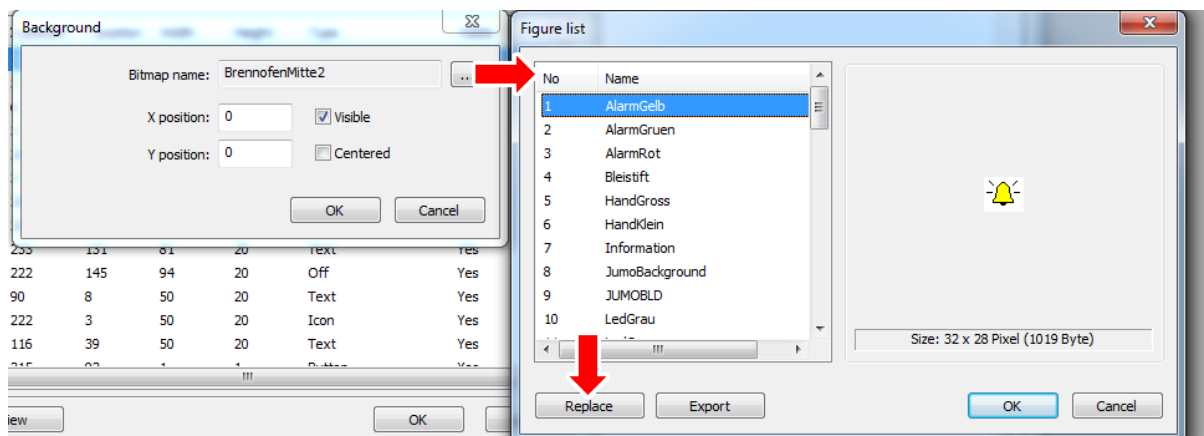 Background
Bitmap name: BrennofenMitte2 ..
X position: 0 Visible
Y position: 0 Centered
OK Cancel
233 131 81 20 Text Yes
222 145 94 20 Off Yes
90 8 50 20 Text Yes
222 3 50 20 Icon Yes
116 39 50 20 Text Yes
iew OK
Figure list
No Name
1 AlarmGelb
2 AlarmGruen
3 AlarmRot
4 Bleistift
5 HandGross
6 HandKlein
7 Information
8 JumoBackground
9 JUMOBLD
10 LedGrau
Size: 32 x 28 Pixel (1019 Byte)
Replace Export OK Cancel